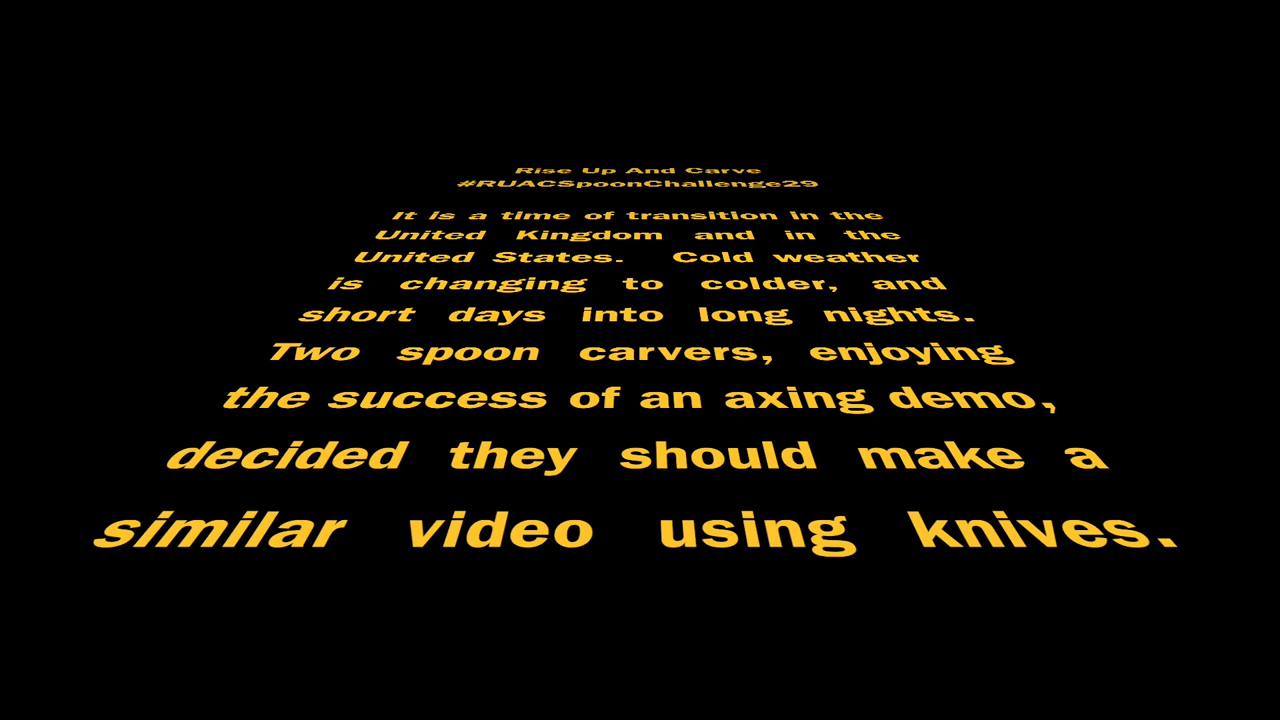 Rise Up And Carve
#RUACSpoonChallenge29
It is a time of transition in the
United Kingdom and in the
United States. Cold weather
is changing to colder, and
short days into long nights.
Two spoon carvers, enjoying
the success of an axing demo,
decided they should make a
similar video using knives.